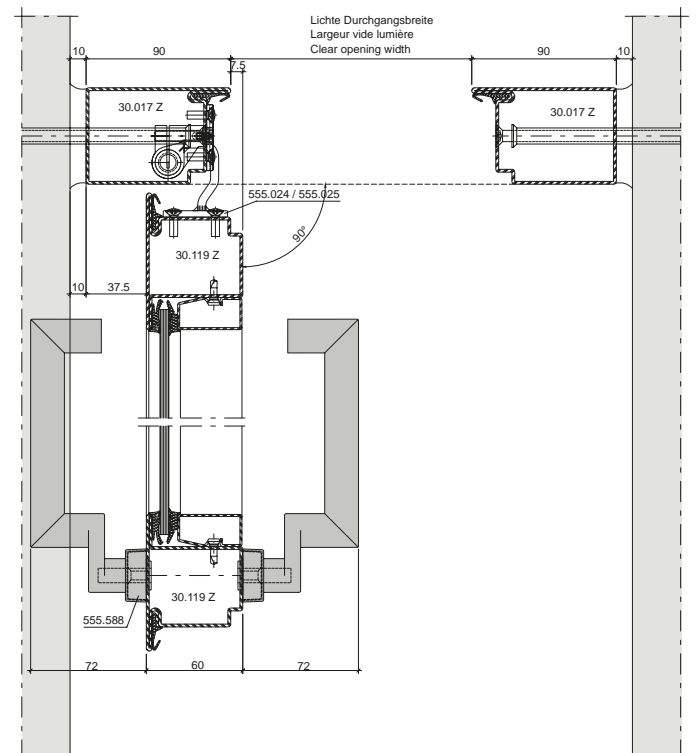 Lichte Durchgangsbreite
Largeur vide lumière
Clear opening width
10 90 90 10
7.5
30.017 Z 30.017 Z
555.024 / 555.025
90°
30.119 Z
10 37.5
30.119 Z
555.588
72 60 72